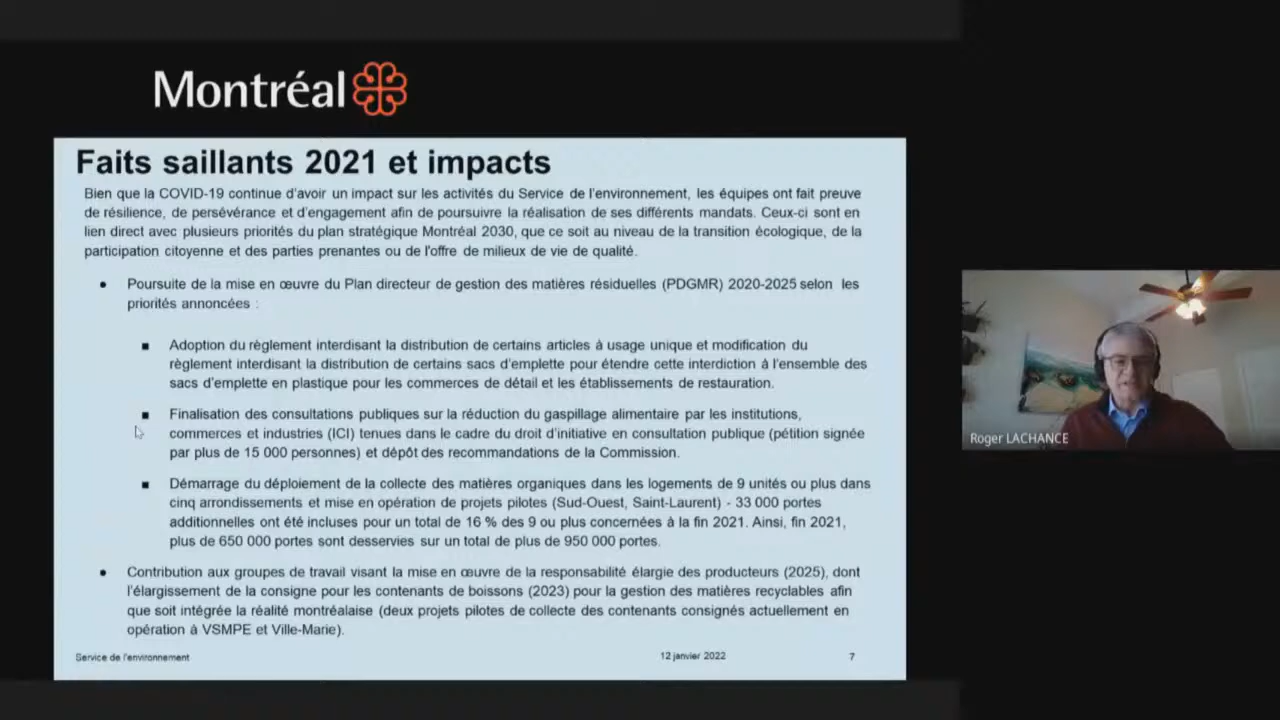 Montréal
Faits saillants 2021 et impacts
Bien que la COVID-19 continue d'avoir un impact sur les activités du Service de l'environnement, les équipes ont fait preuve
de résilience, de persévérance et d'engagement afin de poursuivre la réalisation de ses différents mandats. Ceux-ci sont en
lien direct avec plusieurs priorités du plan stratégique Montréal 2030, que ce soit au niveau de la transition écologique, de la
participation citoyenne et des parties prenantes ou de l'offre de milieux de vie de qualité.
● Poursuite de la mise en œuvre du Plan directeur de gestion des matières résiduelles (PDGMR) 2020-2025 selon les
priorités annoncées :
■ Adoption du règlement interdisant la distribution de certains articles à usage unique et modification du
règlement interdisant la distribution de certains sacs d'emplette pour étendre cette interdiction à l'ensemble des
sacs d'emplette en plastique pour les commerces de détail et les établissements de restauration.
■ Finalisation des consultations publiques sur la réduction du gaspillage alimentaire par les institutions,
commerces et industries (ICI) tenues dans le cadre du droit d'initiative en consultation publique (pétition signée
par plus de 15 000 personnes) et dépôt des recommandations de la Commission.
■ Démarrage du déploiement de la collecte des matières organiques dans les logements de 9 unités ou plus dans
cinq arrondissements et mise en opération de projets pilotes (Sud-Ouest, Saint-Laurent) - 33 000 portes
additionnelles ont été incluses pour un total de 16 % des 9 ou plus concernées à la fin 2021. Ainsi, fin 2021,
plus de 650 000 portes sont desservies sur un total de plus de 950 000 portes.
● Contribution aux groupes de travail visant la mise en œuvre de la responsabilité élargie des producteurs (2025), dont
l'élargissement de la consigne pour les contenants de boissons (2023) pour la gestion des matières recyclables afin
que soit intégrée la réalité montréalaise (deux projets pilotes de collecte des contenants consignés actuellement en
opération à VSMPE et Ville-Marie).
Service de l'environnement
12 janvier 2022
7
Roger LACHANCE